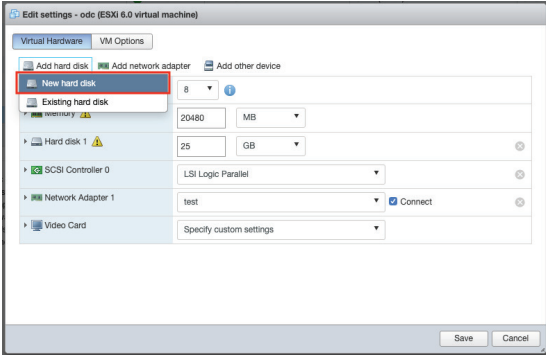 Edit settings - odc (ESXi 6.0 virtual machine)
Virtual Hardware VM Options
Add hard disk Add network adapter Add other device
New hard disk
Existing hard disk
8
Memory 20480 MB
Hard disk 1 25 GB
SCSI Controller 0 LSI Logic Parallel
Network Adapter 1 test Connect
Video Card Specify custom settings
Save Cancel